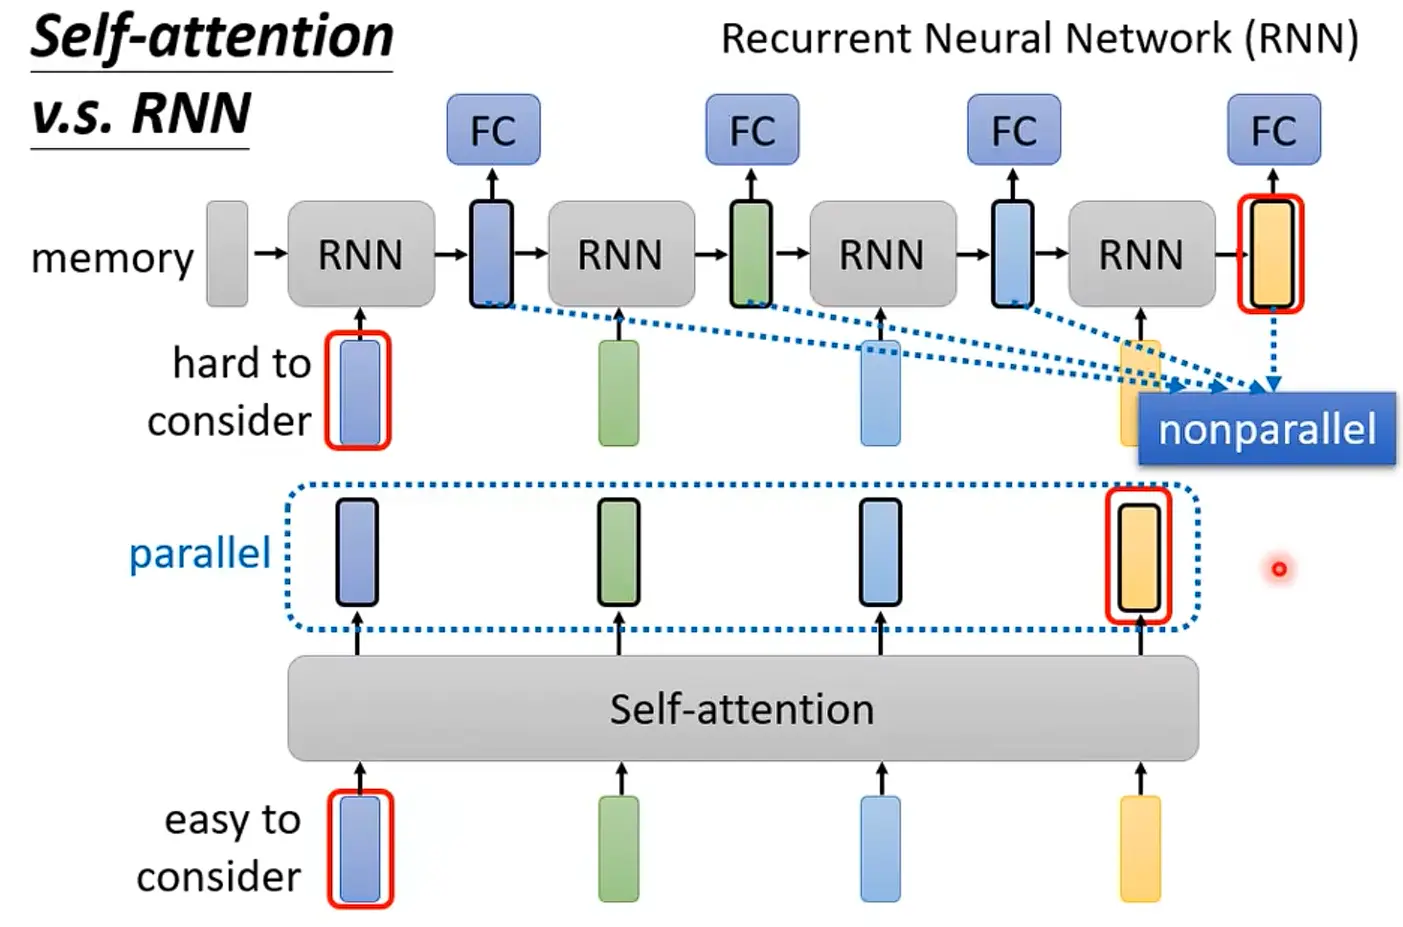 Self-attention
v.s. RNN
Recurrent Neural Network (RNN)
FC
FC
FC
FC
memory
RNN
RNN
RNN
RNN
hard to
consider
nonparallel
parallel
Self-attention
easy to
consider